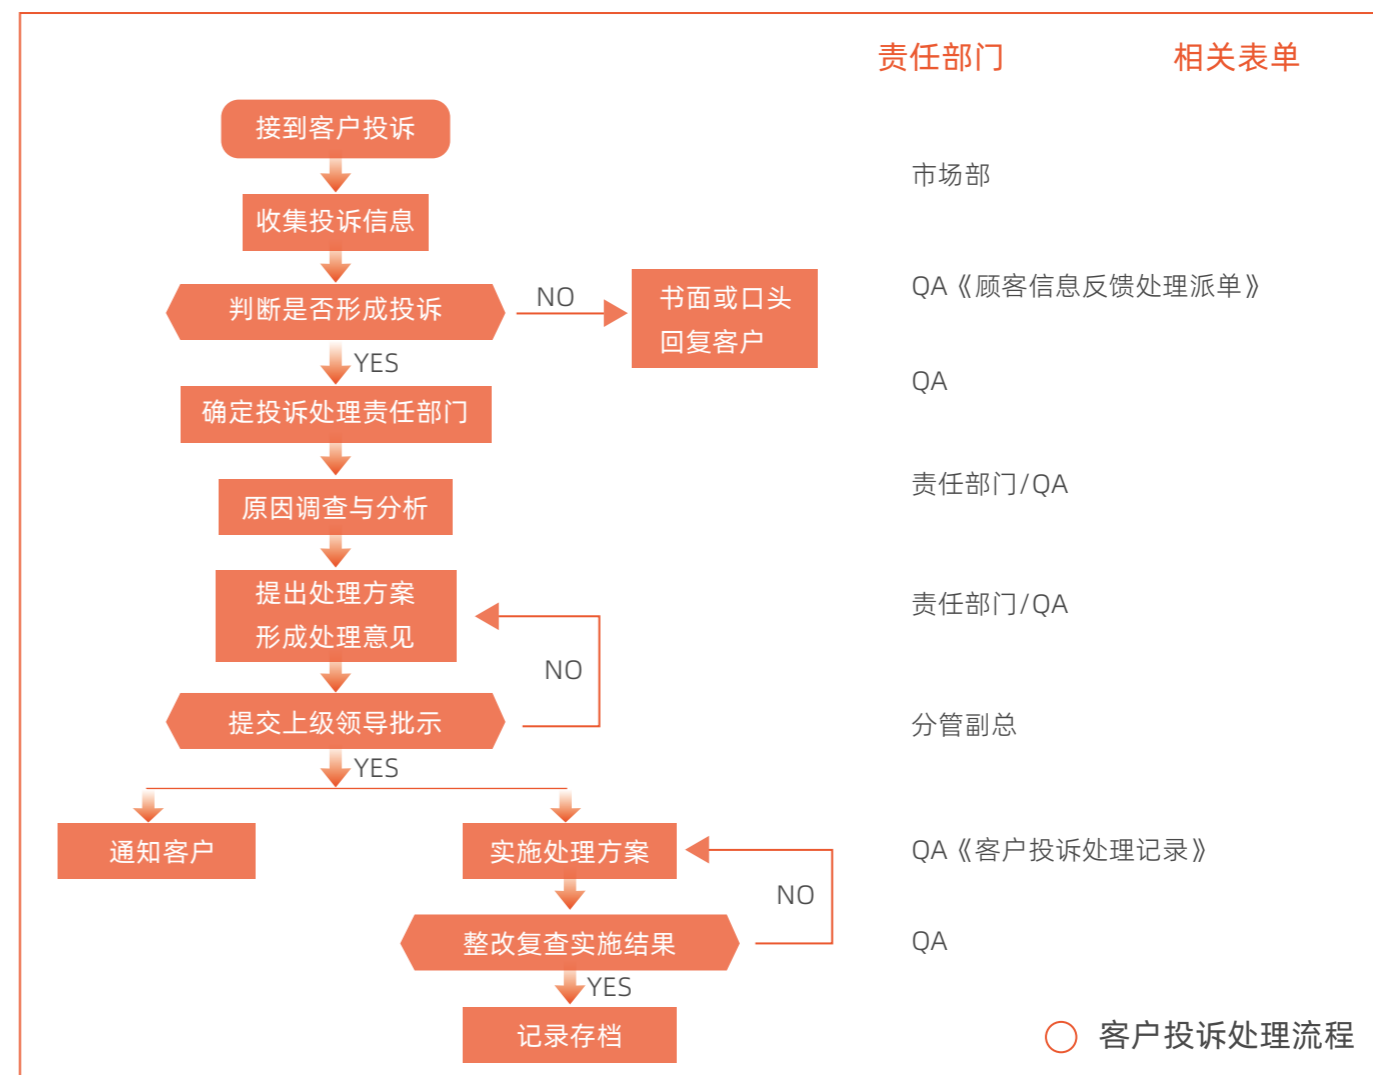 责任部门 相关表单
接到客户投诉
市场部
收集投诉信息
QA《顾客信息反馈处理派单》
判断是否形成投诉
NO
书面或口头
回复客户
YES
QA
确定投诉处理责任部门
责任部门/QA
原因调查与分析
提出处理方案
形成处理意见
责任部门/QA
NO
提交上级领导批示
分管副总
YES
通知客户
实施处理方案
QA《客户投诉处理记录》
NO
整改复查实施结果
QA
YES
记录存档
客户投诉处理流程